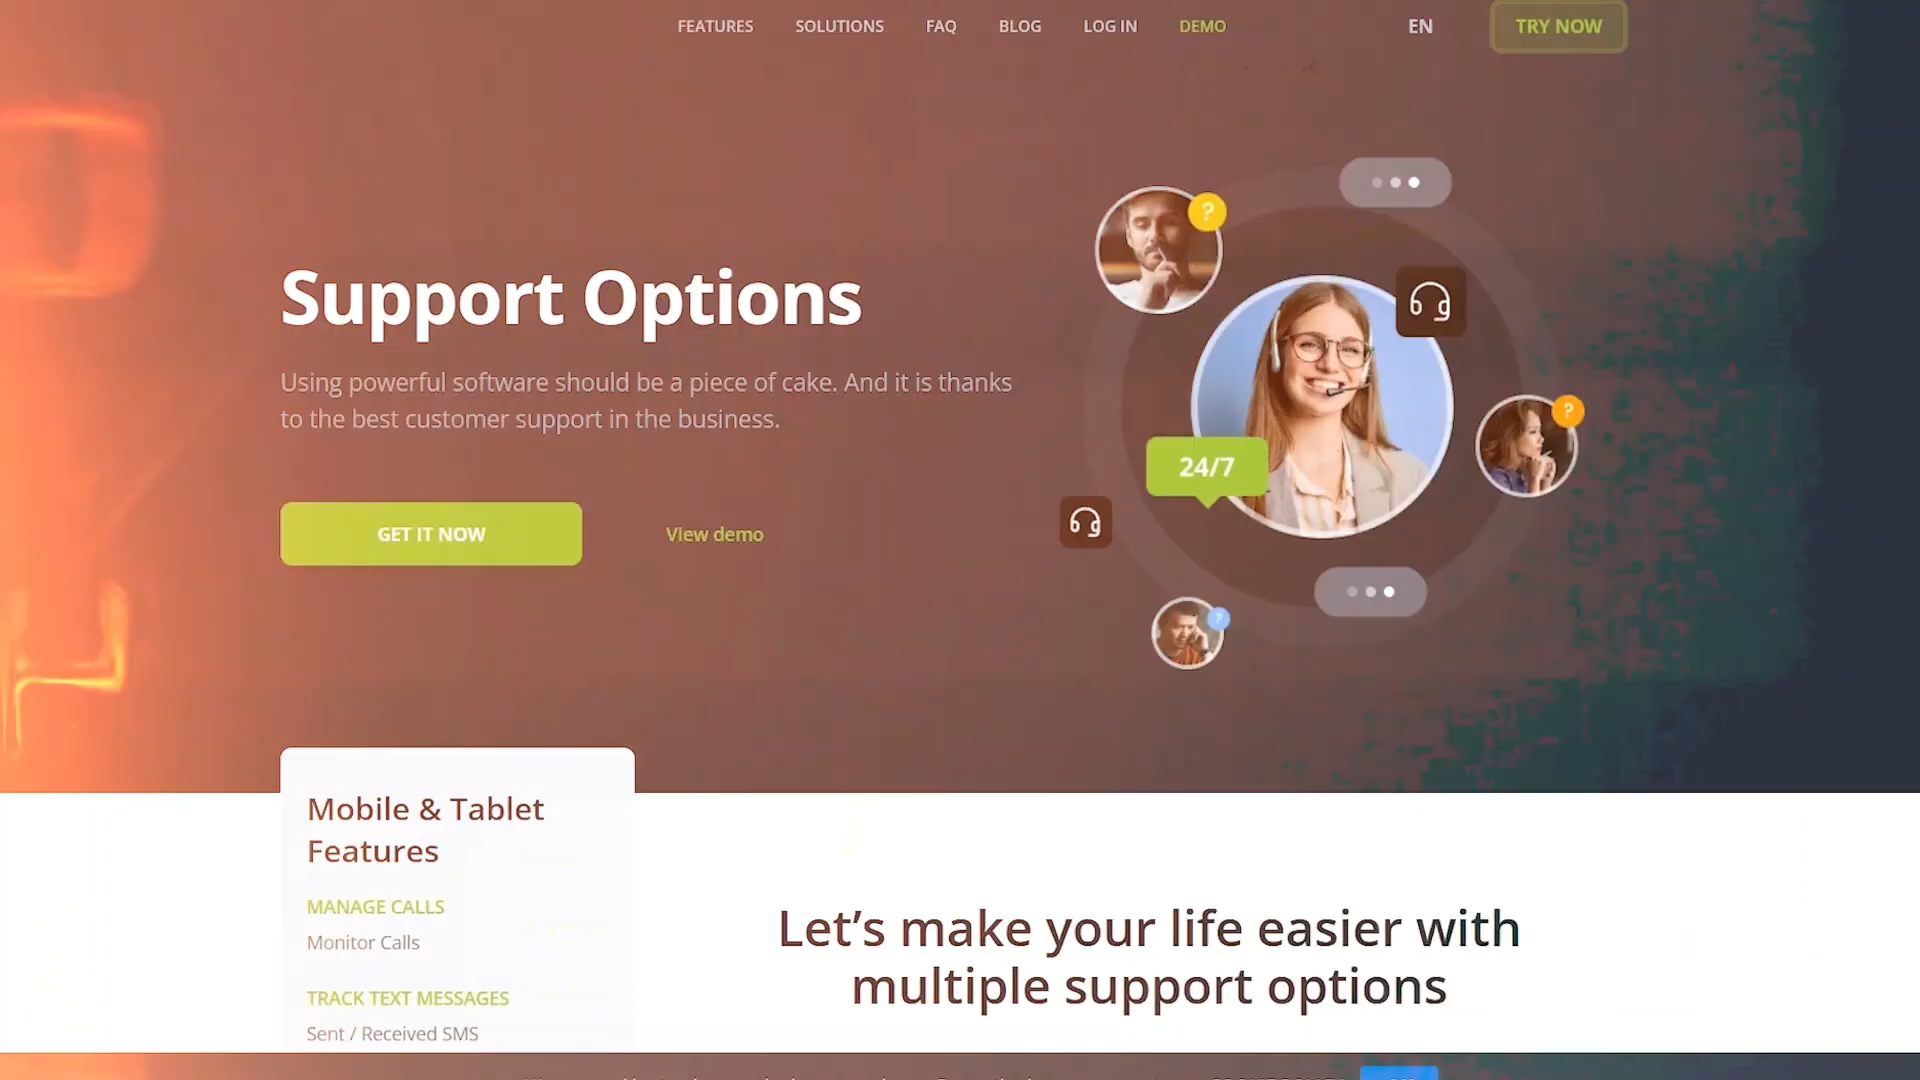 FEATURES SOLUTIONS FAQ BLOG LOG IN DEMO EN TRY NOW
?
Support Options
Using powerful software should be a piece of cake. And it is thanks
to the best customer support in the business.
?
24/7
GET IT NOW View demo
?
Mobile & Tablet
Features
MANAGE CALLS
Monitor Calls
TRACK TEXT MESSAGES
Sent / Received SMS
Let’s make your life easier with
multiple support options